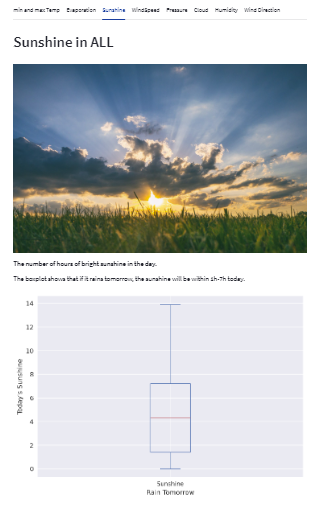 min and max Temp Evaporation Sunshine WindSpeed Pressure Cloud Humidity Wind Direction
Sunshine in ALL
The number of hours of bright sunshine in the day.
The boxplot shows that if it rains tomorrow, the sunshine will be within 1h-7h today.
14
12
10
8
6
4
2
0
Today's Sunshine
Sunshine
Rain Tomorrow